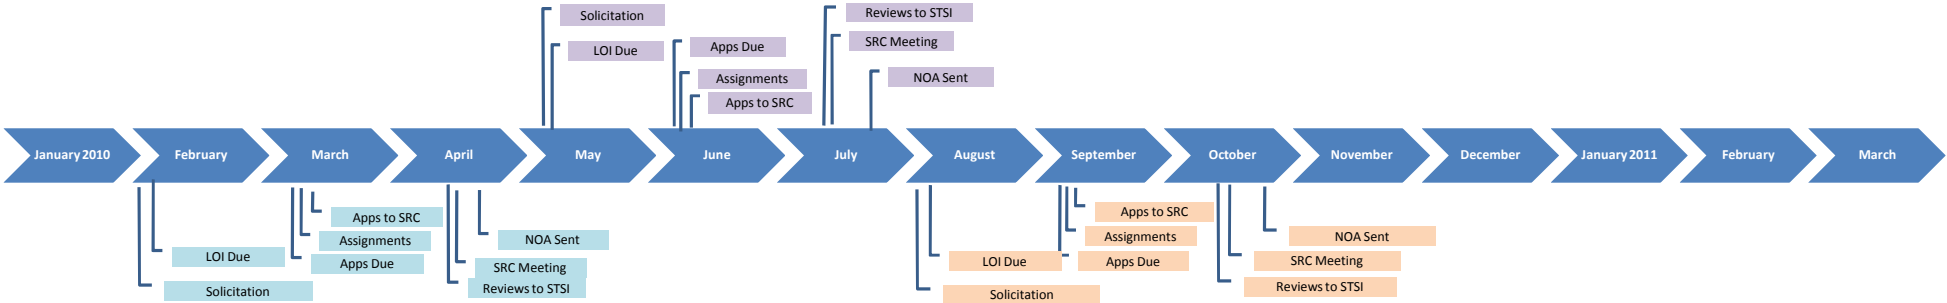 Solicitation
LOI Due
Apps Due
Assignments
Apps to SRC
Reviews to STSI
SRC Meeting
NOA Sent
January 2010
February
March
April
May
June
July
August
September
October
November
December
January 2011
February
March
LOI Due
Solicitation
Apps to SRC
Assignments
Apps Due
NOA Sent
SRC Meeting
Reviews to STSI
LOI Due
Solicitation
Apps to SRC
Assignments
Apps Due
NOA Sent
SRC Meeting
Reviews to STSI